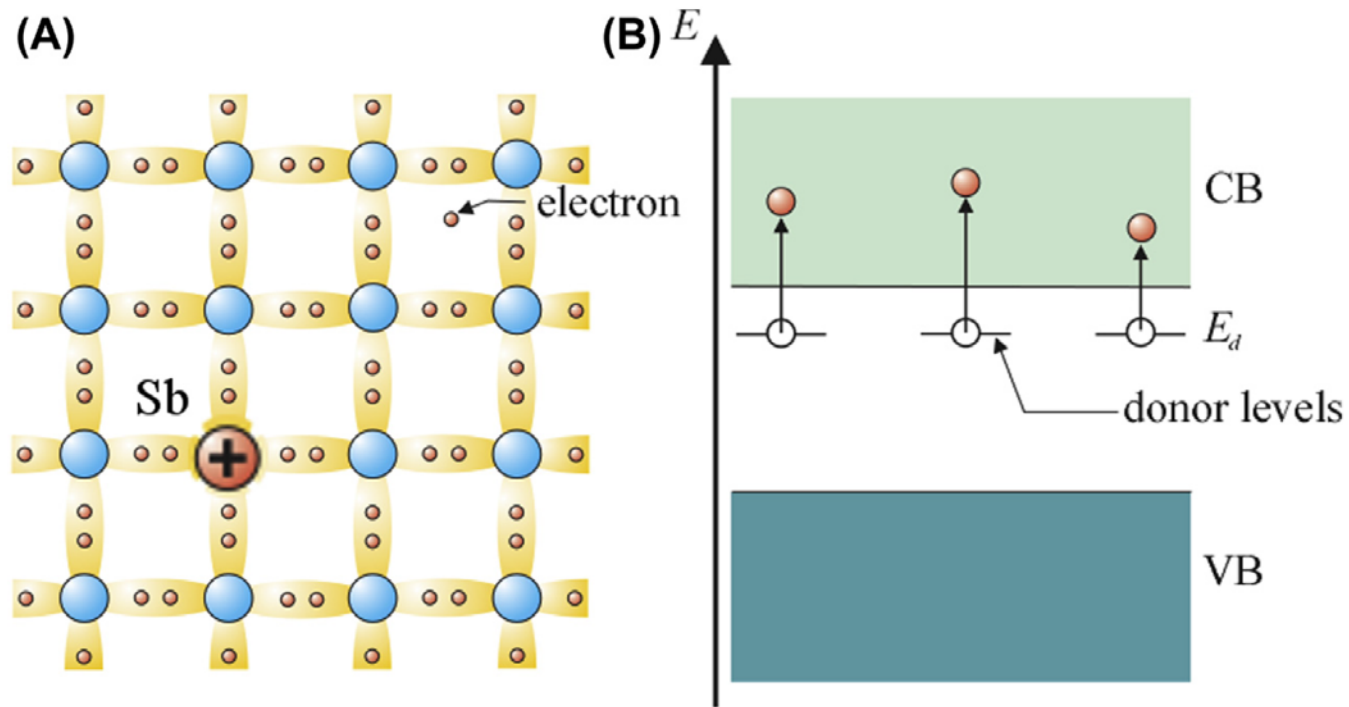 (A)
electron
Sb
+
(B)
E
CB
E_d
donor levels
VB